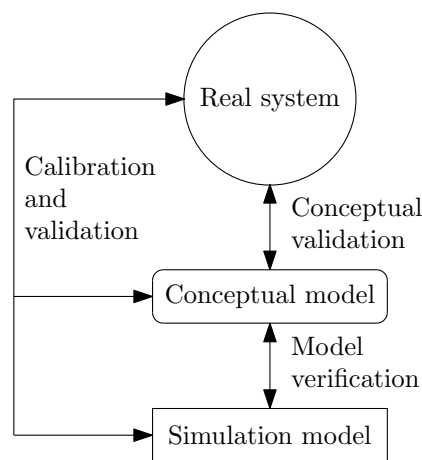 Real system
Calibration
and
validation
Conceptual
validation
Conceptual model
Model
verification
Simulation model